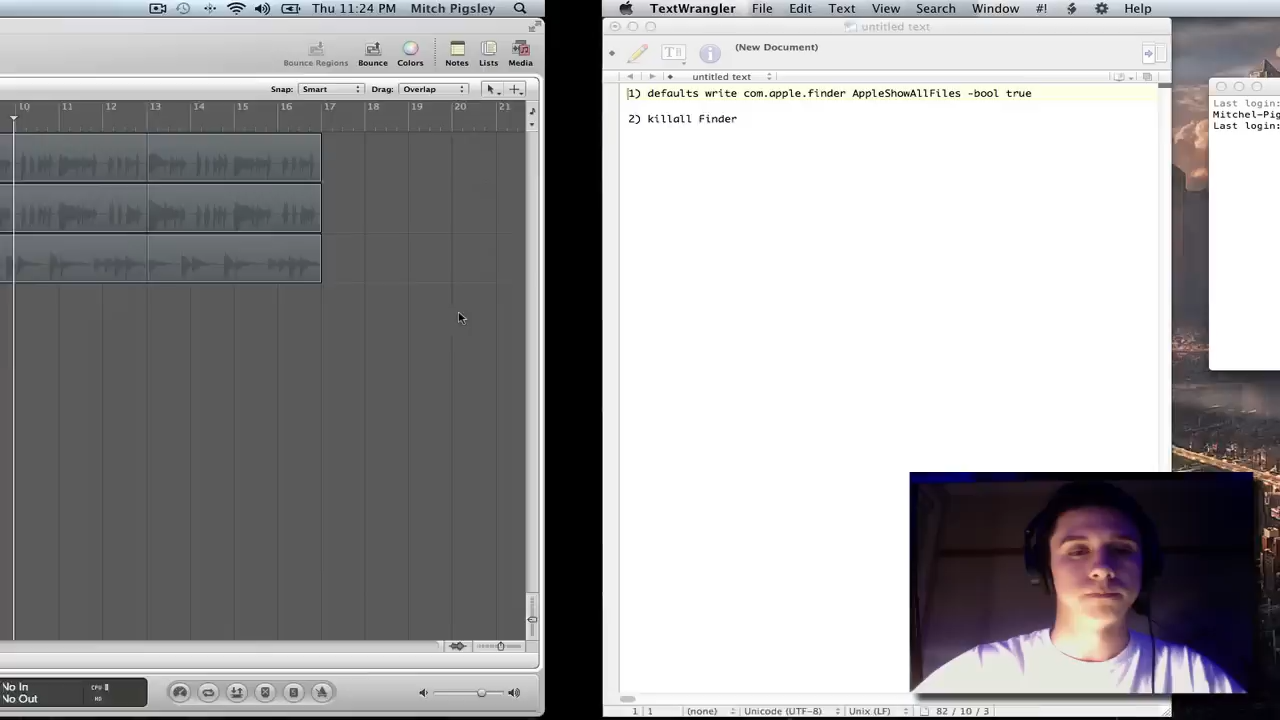 Thu 11:24 PM Mitch Pigsley
Bounce Regions Bounce Colors Notes Lists Media
Snap: Smart Drag: Overlap
10 11 12 13 14 15 16 17 18 19 20 21
No In
No Out
CPU
HD
TextWrangler File Edit Text View Search Window #! Help
untitled text
(New Document)
untitled text
1) defaults write com.apple.finder AppleShowAllFiles -bool true
2) killall Finder
1 1 (none) Unicode (UTF-8) Unix (LF) 82 / 10 / 3
Last login:
Mitchel-Pig
Last login: